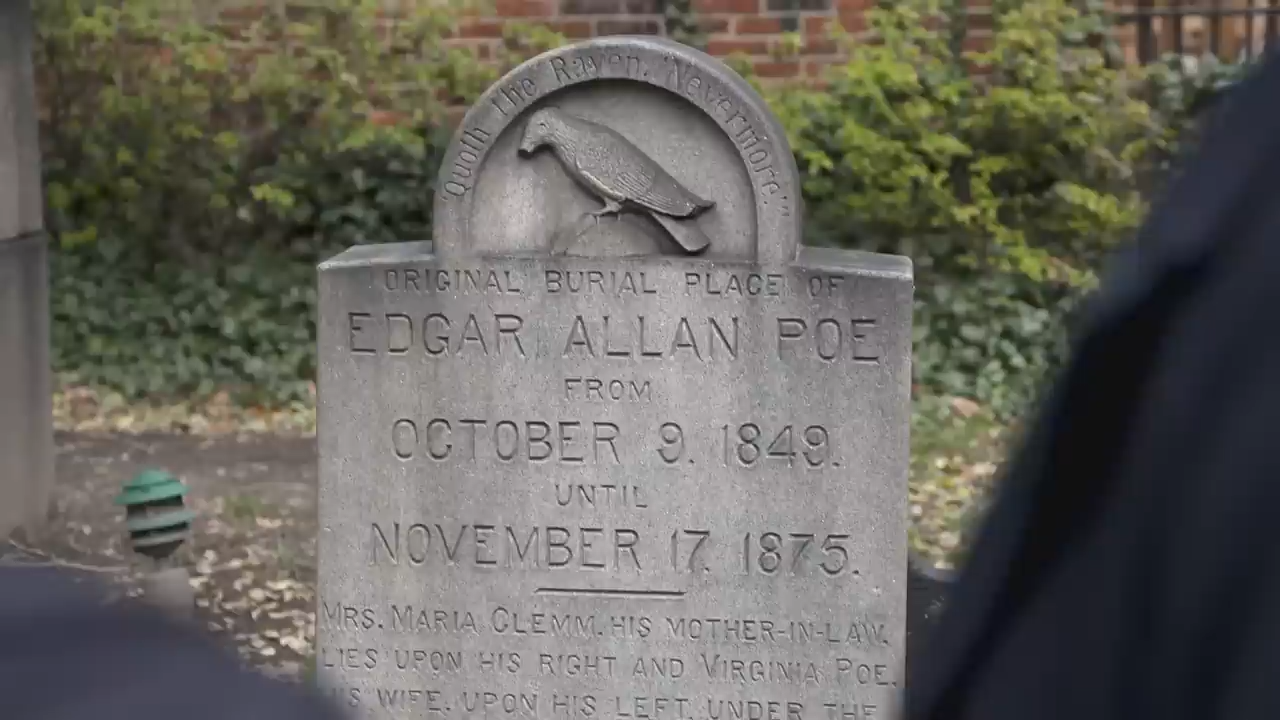 "Quoth the Raven, "Nevermore."
ORIGINAL BURIAL PLACE OF
EDGAR ALLAN POE
FROM
OCTOBER 9. 1849.
UNTIL
NOVEMBER 17. 1875.
MRS. MARIA CLEMM, HIS MOTHER-IN-LAW,
LIES UPON HIS RIGHT AND VIRGINIA POE,
HIS WIFE, UPON HIS LEFT, UNDER THE